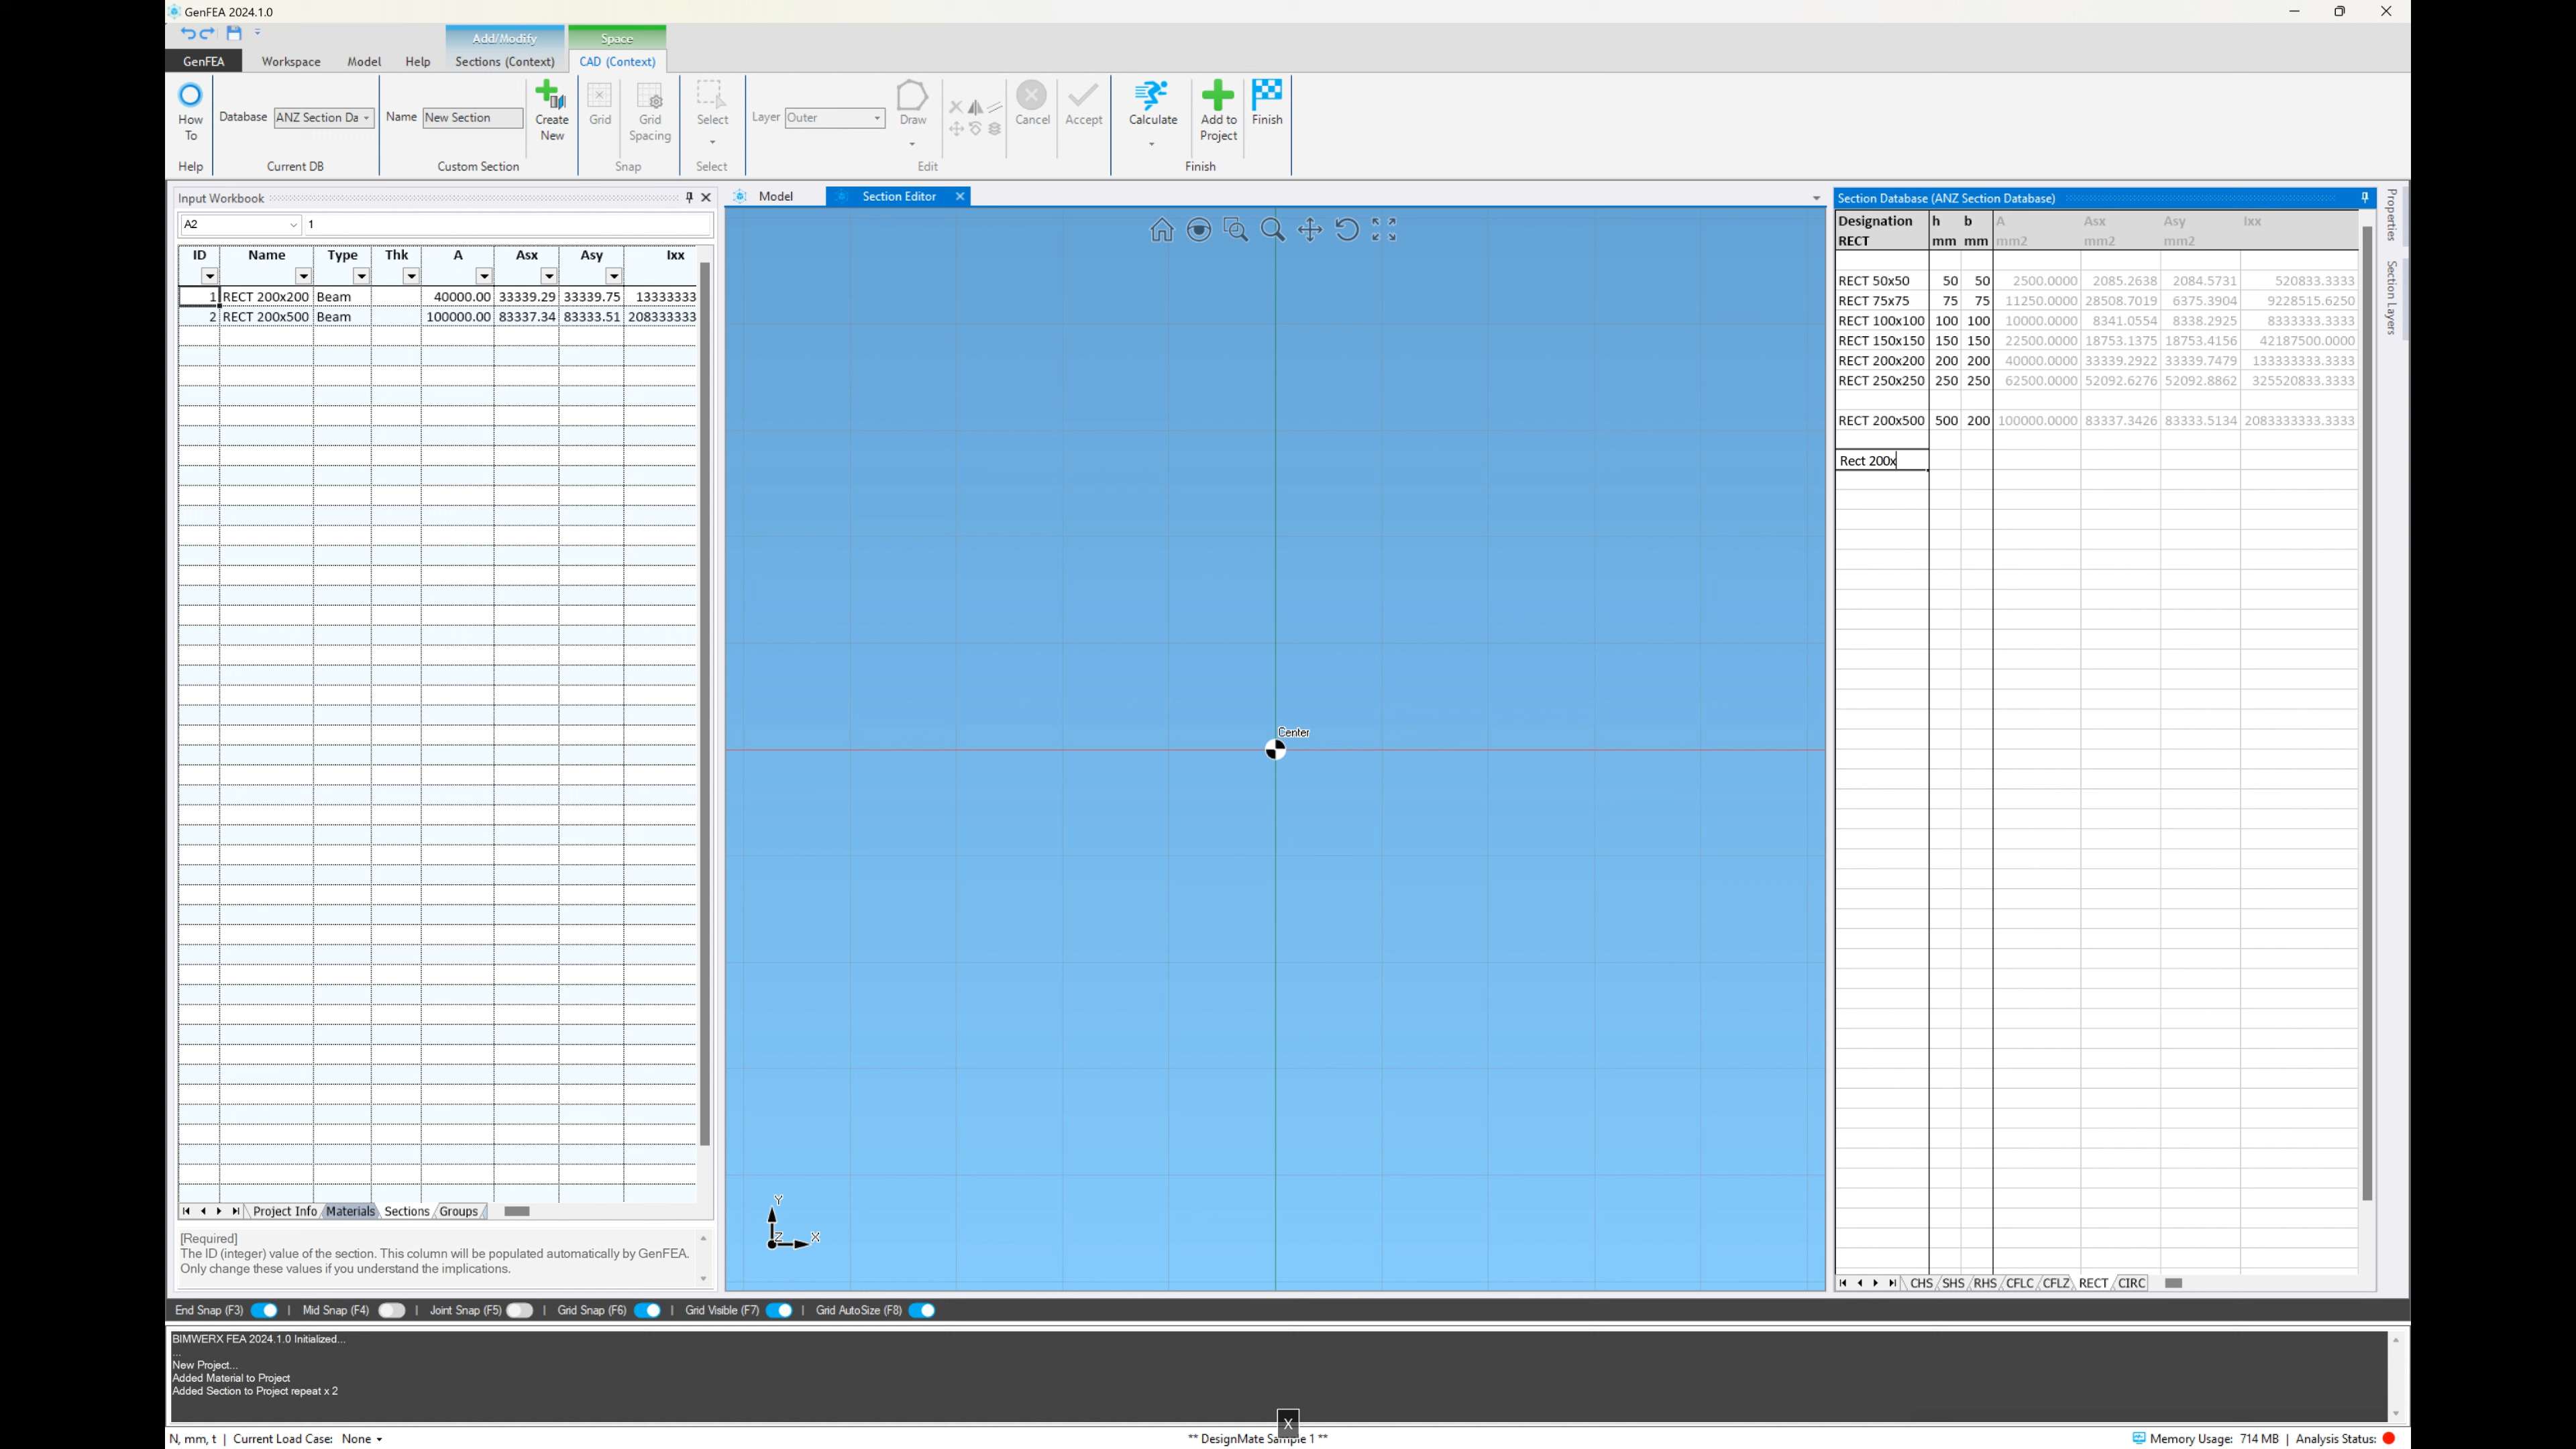 GenFEA 2024.1.0
Add/Modify Space
GenFEA Workspace Model Help Sections (Context) CAD (Context)
How To
Help
Database ANZ Section Da
Current DB
Name New Section
Create New
Custom Section
Grid
Grid Spacing
Snap
Select
Select
Layer Outer
Draw
Cancel
Accept
Edit
Calculate
Add to Project
Finish
Finish
Input Workbook
A2 1
ID Name Type Thk A Asx Asy Ixx
1 RECT 200x200 Beam 40000.00 33339.29 33339.75 13333333
2 RECT 200x500 Beam 100000.00 83337.34 83333.51 208333333
Project Info Materials Sections Groups
[Required]
The ID (integer) value of the section. This column will be populated automatically by GenFEA.
Only change these values if you understand the implications.
Model Section Editor
Center
Y
Z X
Section Database (ANZ Section Database)
Designation h b A Asx Asy Ixx
RECT mm mm mm2 mm2 mm2
RECT 50x50 50 50 2500.0000 2085.2638 2084.5731 520833.3333
RECT 75x75 75 75 11250.0000 28508.7019 6375.3904 9228515.6250
RECT 100x100 100 100 10000.0000 8341.0554 8338.2925 8333333.3333
RECT 150x150 150 150 22500.0000 18753.1375 18753.4156 42187500.0000
RECT 200x200 200 200 40000.0000 33339.2922 33339.7479 133333333.3333
RECT 250x250 250 250 62500.0000 52092.6276 52092.8862 325520833.3333
RECT 200x500 500 200 100000.0000 83337.3426 83333.5134 2083333333.3333
Rect 200x
CHS SHS RHS CFLC CFLZ RECT CIRC
Properties
Section Layers
End Snap (F3) | Mid Snap (F4) | Joint Snap (F5) | Grid Snap (F6) | Grid Visible (F7) | Grid AutoSize (F8)
BIMWERX FEA 2024.1.0 Initialized...
...
New Project...
Added Material to Project
Added Section to Project repeat x 2
X
N, mm, t | Current Load Case: None
** DesignMate Sample 1 **
Memory Usage: 714 MB | Analysis Status: